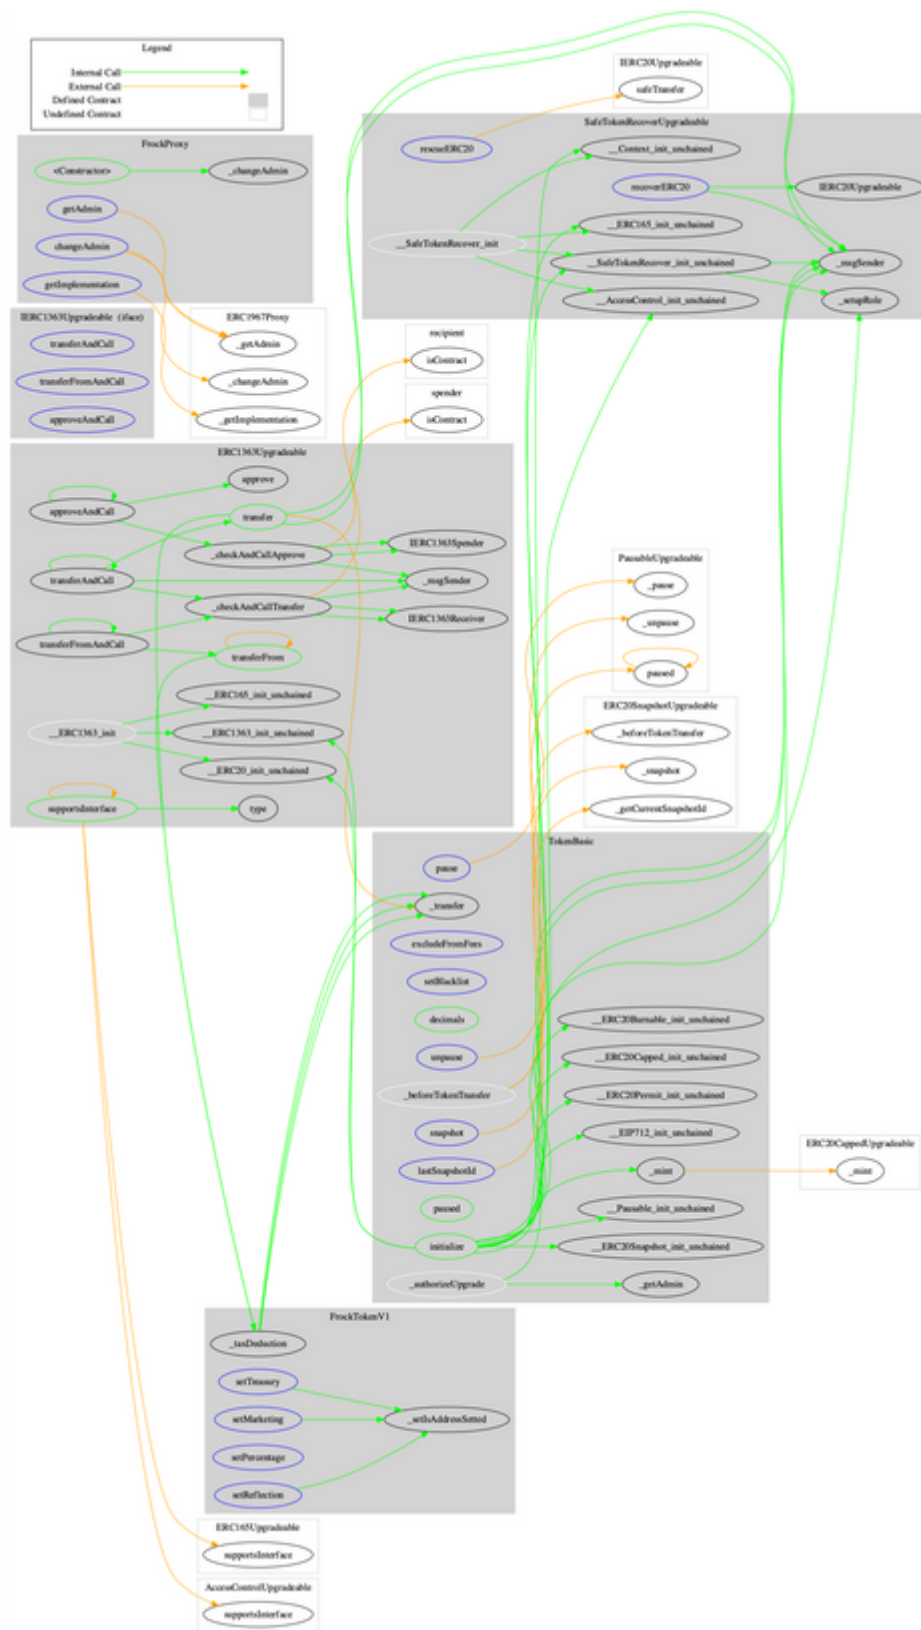 Legend
Internal Call
External Call
Defined Contract
Undefined Contract
IERC20Upgradeable
safeTransfer
FrockProxy
<Constructor>
_changeAdmin
getAdmin
changeAdmin
getImplementation
SafeTokenRecoverUpgradeable
rescueERC20
__Context_init_unchained
recoverERC20
IERC20Upgradeable
__ERC165_init_unchained
__SafeTokenRecover_init
__SafeTokenRecover_init_unchained
_msgSender
__AccessControl_init_unchained
_setupRole
IERC1363Upgradeable (iface)
transferAndCall
transferFromAndCall
approveAndCall
ERC1967Proxy
_getAdmin
_changeAdmin
_getImplementation
recipient
isContract
spender
isContract
ERC1363Upgradeable
approve
approveAndCall
transfer
_checkAndCallApprove
IERC1363Spender
transferAndCall
_msgSender
_checkAndCallTransfer
IERC1363Receiver
transferFromAndCall
transferFrom
__ERC165_init_unchained
__ERC1363_init
__ERC1363_init_unchained
__ERC20_init_unchained
supportsInterface
type
PausableUpgradeable
_pause
_unpause
paused
ERC20SnapshotUpgradeable
_beforeTokenTransfer
_snapshot
_getCurrentSnapshotId
TokenBasic
pause
_transfer
excludeFromFees
setBlacklist
decimals
__ERC20Burnable_init_unchained
unpause
__ERC20Capped_init_unchained
_beforeTokenTransfer
__ERC20Permit_init_unchained
snapshot
__EIP712_init_unchained
lastSnapshotId
_mint
paused
__Pausable_init_unchained
initialize
__ERC20Snapshot_init_unchained
_authorizeUpgrade
_getAdmin
ERC20CappedUpgradeable
_mint
FrockTokenV1
_taxDeduction
setTreasury
setMarketing
_setIsAddressSetted
setPercentage
setReflection
ERC165Upgradeable
supportsInterface
AccessControlUpgradeable
supportsInterface